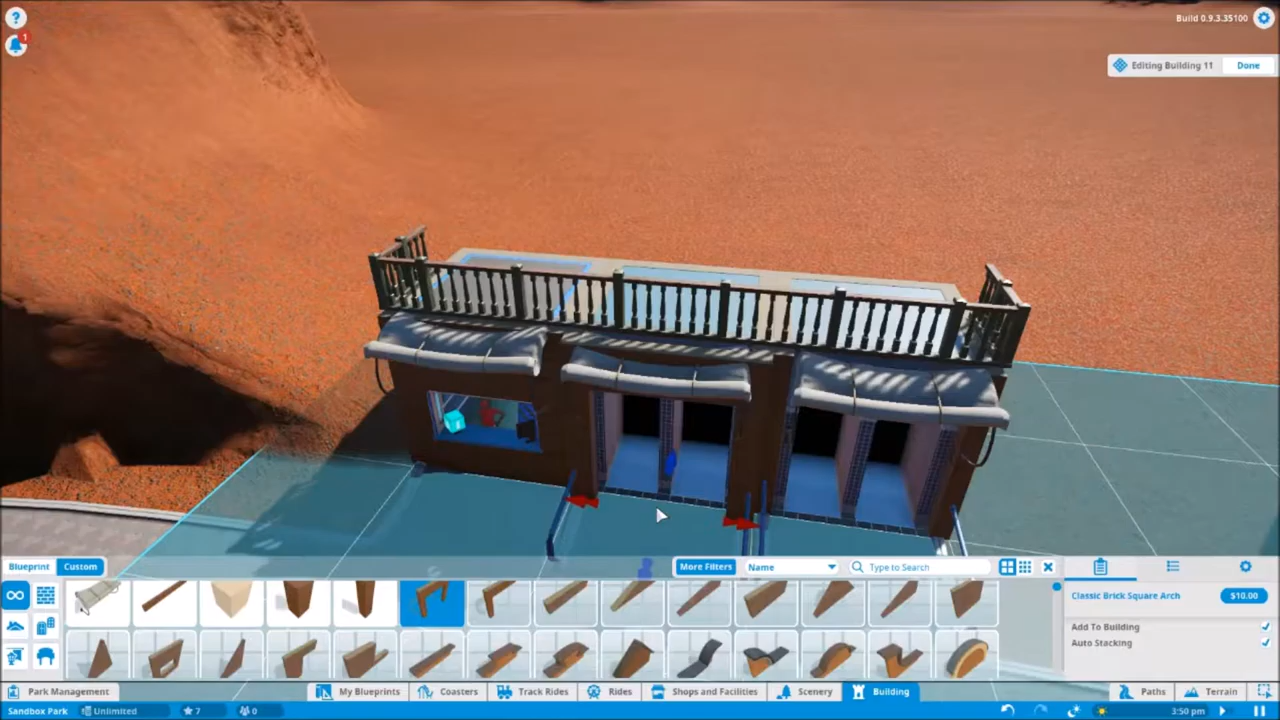 ?
Build 0.9.3.35100
1
Editing Building 11
Done
Blueprint
Custom
More Filters
Name
Type to Search
Classic Brick Square Arch
$10.00
Add To Building
Auto Stacking
Park Management
My Blueprints
Coasters
Track Rides
Rides
Shops and Facilities
Scenery
Building
Paths
Terrain
Sandbox Park
Unlimited
7
0
3:50 pm